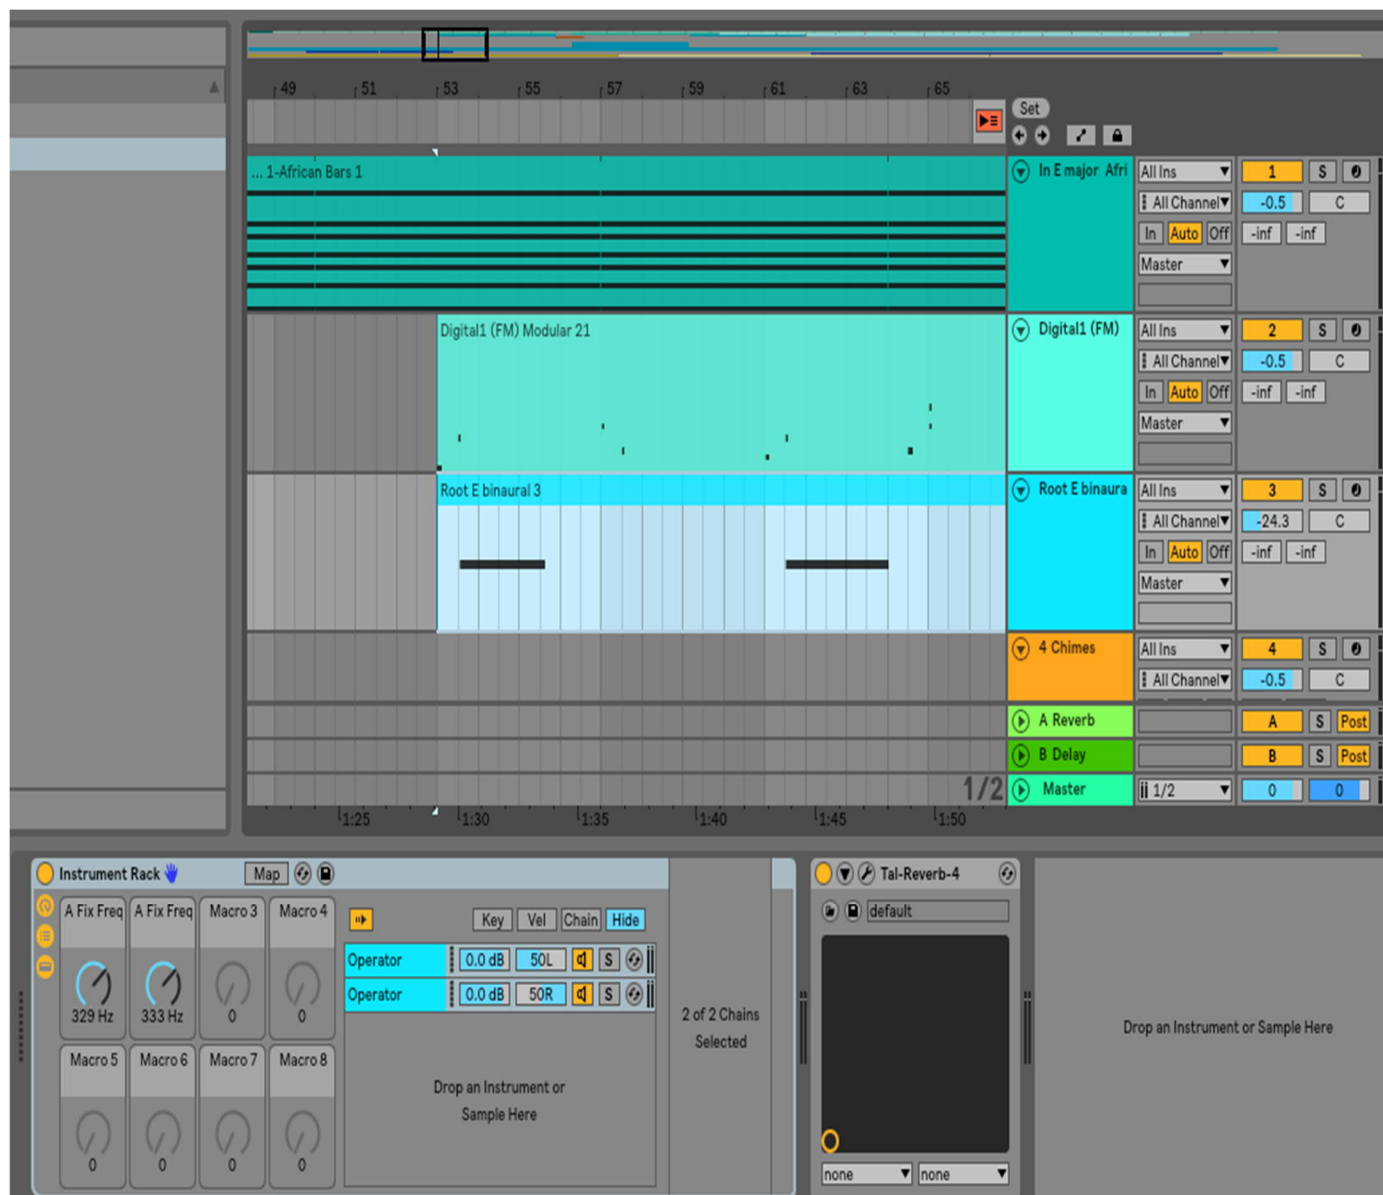 49 51 53 55 57 59 61 63 65
Set
... 1-African Bars 1
In E major Afri
All Ins
1 S
All Channel
-0.5 C
In Auto Off -inf -inf
Master
Digital1 (FM) Modular 21
Digital1 (FM)
All Ins
2 S
All Channel
-0.5 C
In Auto Off -inf -inf
Master
Root E binaural 3
Root E binaura
All Ins
3 S
All Channel
-24.3 C
In Auto Off -inf -inf
Master
4 Chimes
All Ins
4 S
All Channel
-0.5 C
A Reverb
A S Post
B Delay
B S Post
1/2
Master
1/2
0 0
1:25 1:30 1:35 1:40 1:45 1:50
Instrument Rack
Map
A Fix Freq A Fix Freq Macro 3 Macro 4
329 Hz 333 Hz 0 0
Macro 5 Macro 6 Macro 7 Macro 8
0 0 0 0
Key Vel Chain Hide
Operator 0.0 dB 50L S
Operator 0.0 dB 50R S
Drop an Instrument or
Sample Here
2 of 2 Chains
Selected
Tal-Reverb-4
default
none none
Drop an Instrument or Sample Here